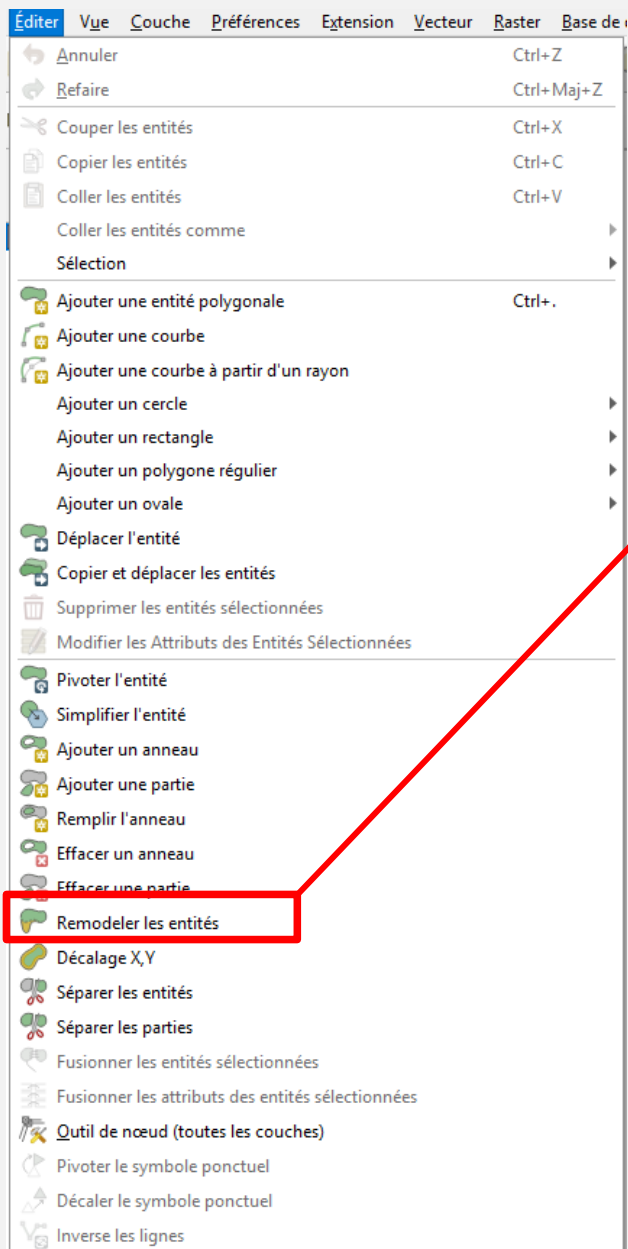 Éditer Vue Couche Préférences Extension Vecteur Raster Base de
Annuler Ctrl+Z
Refaire Ctrl+Maj+Z
Couper les entités Ctrl+X
Copier les entités Ctrl+C
Coller les entités Ctrl+V
Coller les entités comme
Sélection
Ajouter une entité polygonale Ctrl+.
Ajouter une courbe
Ajouter une courbe à partir d'un rayon
Ajouter un cercle
Ajouter un rectangle
Ajouter un polygone régulier
Ajouter un ovale
Déplacer l'entité
Copier et déplacer les entités
Supprimer les entités sélectionnées
Modifier les Attributs des Entités Sélectionnées
Pivoter l'entité
Simplifier l'entité
Ajouter un anneau
Ajouter une partie
Remplir l'anneau
Effacer un anneau
Effacer une partie
Remodeler les entités
Décalage X,Y
Séparer les entités
Séparer les parties
Fusionner les entités sélectionnées
Fusionner les attributs des entités sélectionnées
Outil de nœud (toutes les couches)
Pivoter le symbole ponctuel
Décaler le symbole ponctuel
Inverse les lignes